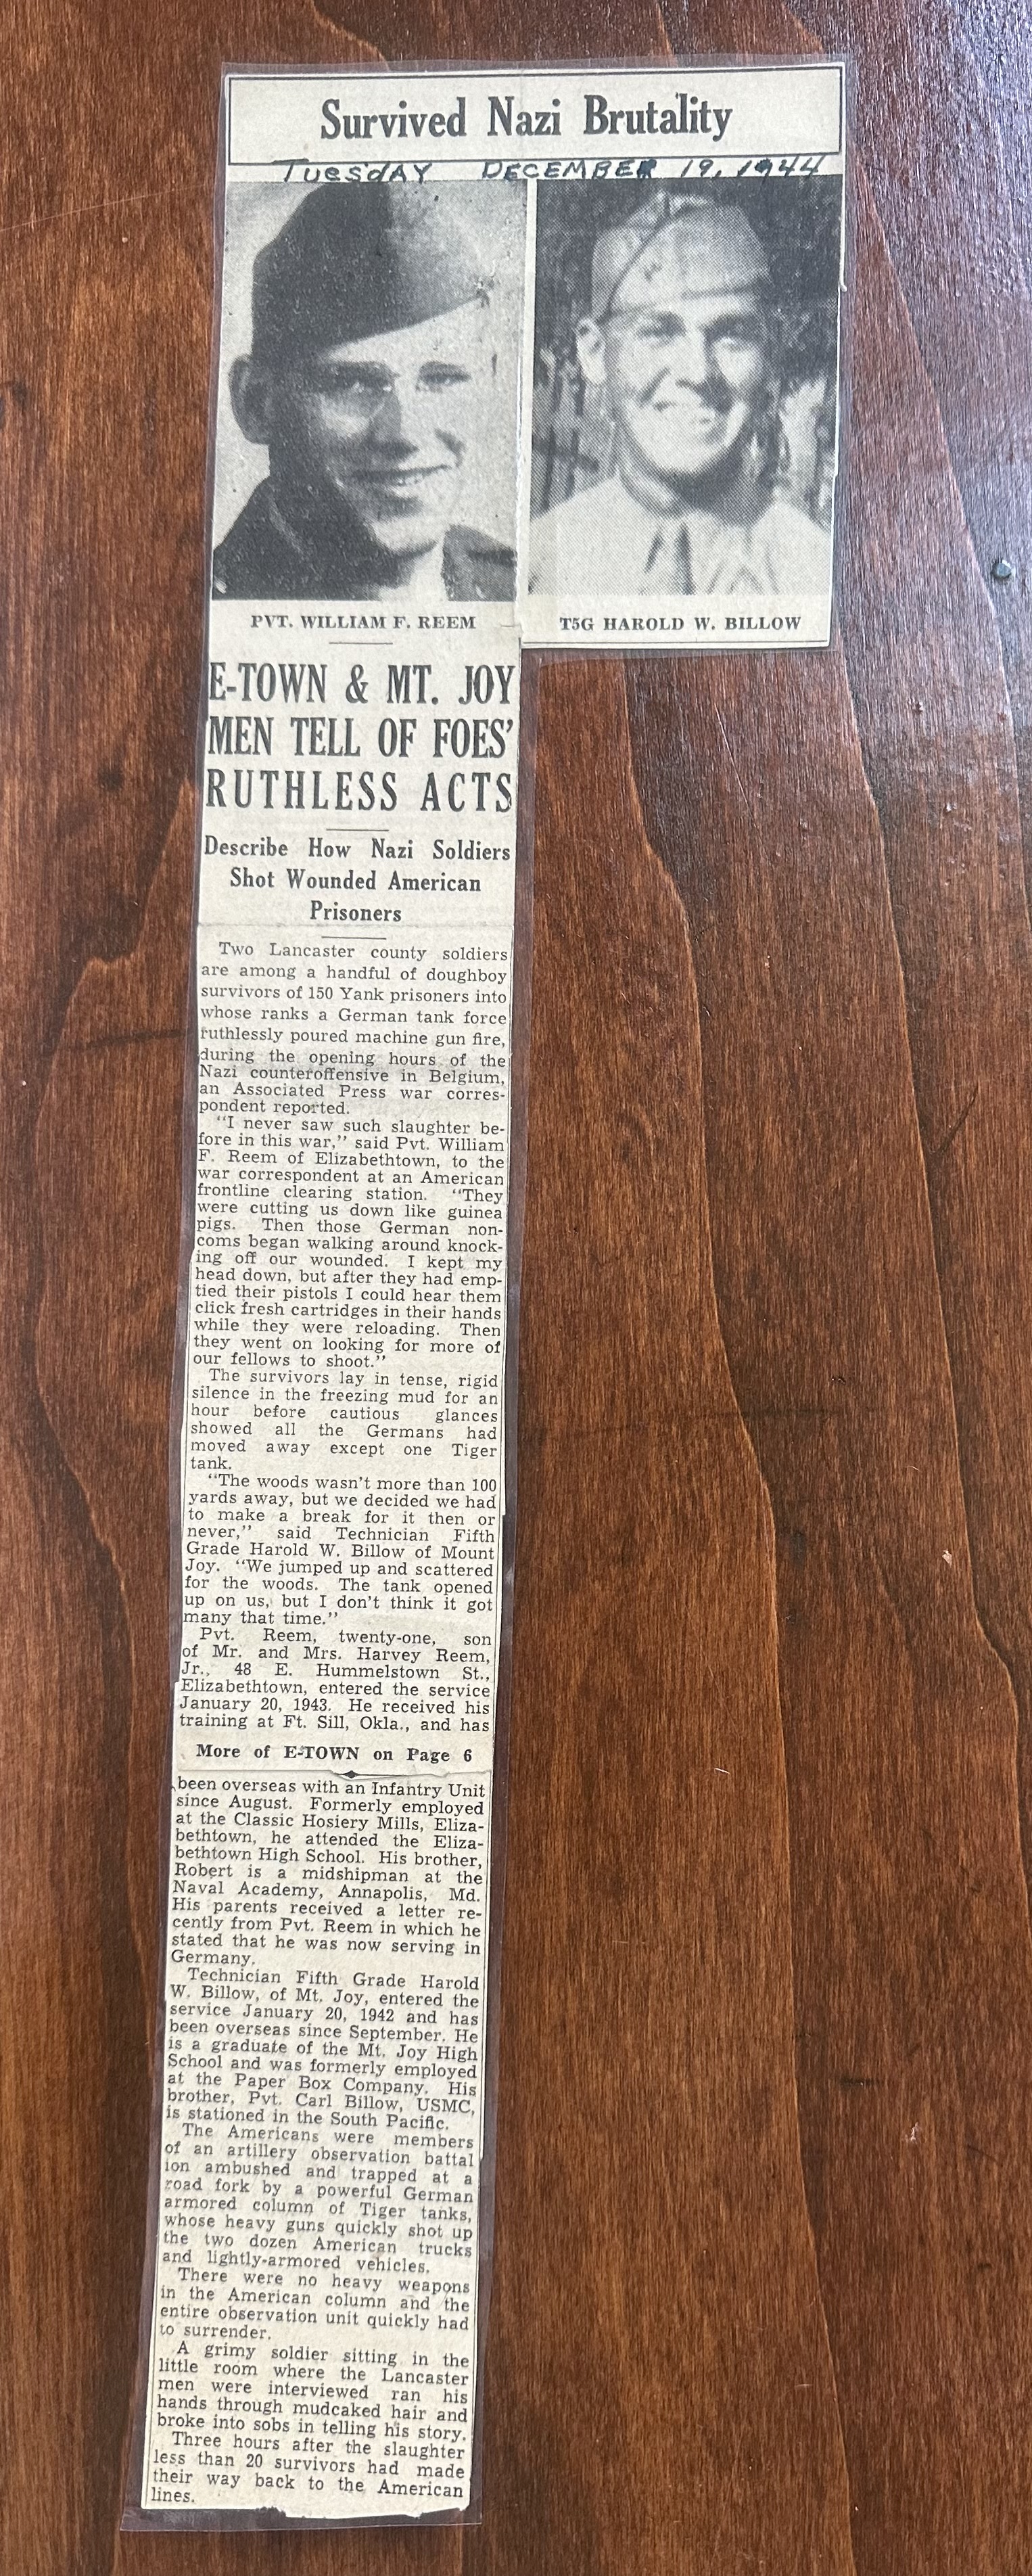 Survived Nazi Brutality
Tuesday DECEMBER 19, 1944
PVT. WILLIAM F. REEM
T5G HAROLD W. BILLOW
E-TOWN & MT. JOY
MEN TELL OF FOES'
RUTHLESS ACTS
Describe How Nazi Soldiers
Shot Wounded American
Prisoners
Two Lancaster county soldiers
are among a handful of doughboy
survivors of 150 Yank prisoners into
whose ranks a German tank force
ruthlessly poured machine gun fire,
during the opening hours of the
Nazi counteroffensive in Belgium,
an Associated Press war corres-
pondent reported.
"I never saw such slaughter be-
fore in this war," said Pvt. William
F. Reem of Elizabethtown, to the
war correspondent at an American
frontline clearing station. "They
were cutting us down like guinea
pigs. Then those German non-
coms began walking around knock-
ing off our wounded. I kept my
head down, but after they had emp-
tied their pistols I could hear them
click fresh cartridges in their hands
while they were reloading. Then
they went on looking for more of
our fellows to shoot."
The survivors lay in tense, rigid
silence in the freezing mud for an
hour before cautious glances
showed all the Germans had
moved away except one Tiger
tank.
"The woods wasn't more than 100
yards away, but we decided we had
to make a break for it then or
never," said Technician Fifth
Grade Harold W. Billow of Mount
Joy. "We jumped up and scattered
for the woods. The tank opened
up on us, but I don't think it got
many that time."
Pvt. Reem, twenty-one, son
of Mr. and Mrs. Harvey Reem,
Jr., 48 E. Hummelstown St.,
Elizabethtown, entered the service
January 20, 1943. He received his
training at Ft. Sill, Okla., and has
More of E-TOWN on Page 6
been overseas with an Infantry Unit
since August. Formerly employed
at the Classic Hosiery Mills, Eliza-
bethtown, he attended the Eliza-
bethtown High School. His brother,
Robert is a midshipman at the
Naval Academy, Annapolis, Md.
His parents received a letter re-
cently from Pvt. Reem in which he
stated that he was now serving in
Germany.
Technician Fifth Grade Harold
W. Billow, of Mt. Joy, entered the
service January 20, 1942 and has
been overseas since September. He
is a graduate of the Mt. Joy High
School and was formerly employed
at the Paper Box Company. His
brother, Pvt. Carl Billow, USMC,
is stationed in the South Pacific.
The Americans were members
of an artillery observation battal
ion ambushed and trapped at a
road fork by a powerful German
armored column of Tiger tanks,
whose heavy guns quickly shot up
the two dozen American trucks
and lightly-armored vehicles.
There were no heavy weapons
in the American column and the
entire observation unit quickly had
to surrender.
A grimy soldier sitting in the
little room where the Lancaster
men were interviewed ran his
hands through mudcaked hair and
broke into sobs in telling his story.
Three hours after the slaughter
less than 20 survivors had made
their way back to the American
lines.